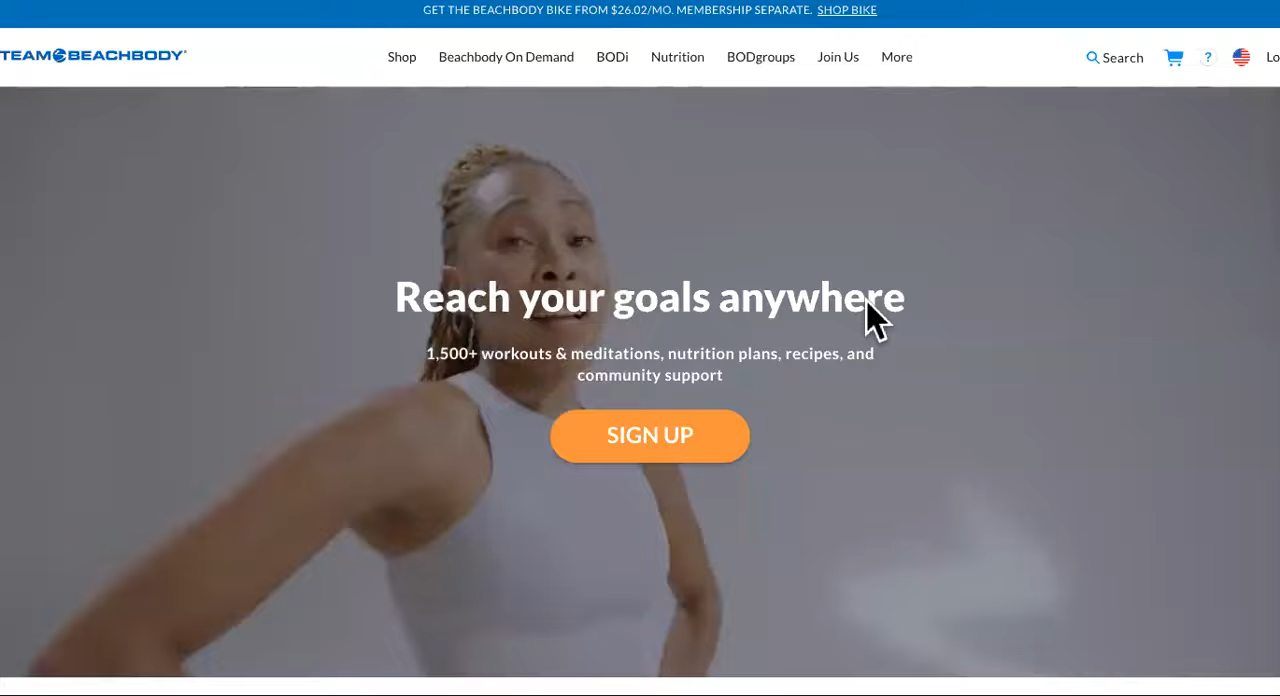 GET THE BEACHBODY BIKE FROM $26.02/MO. MEMBERSHIP SEPARATE. SHOP BIKE
TEAM BEACHBODY
Shop Beachbody On Demand BODi Nutrition BODgroups Join Us More Search ? Lo
Reach your goals anywhere
1,500+ workouts & meditations, nutrition plans, recipes, and
community support
SIGN UP